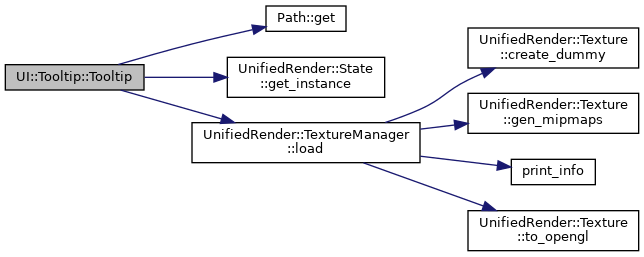 UI::Tooltip::Tooltip
Path::get
UnifiedRender::State
::get_instance
UnifiedRender::TextureManager
::load
UnifiedRender::Texture
::create_dummy
UnifiedRender::Texture
::gen_mipmaps
print_info
UnifiedRender::Texture
::to_opengl